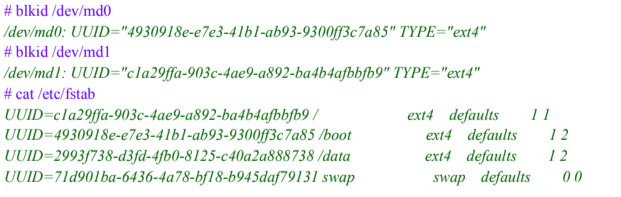 # blkid /dev/md0
/dev/md0: UUID="4930918e-e7e3-41b1-ab93-9300ff3c7a85" TYPE="ext4"
# blkid /dev/md1
/dev/md1: UUID="c1a29ffa-903c-4ae9-a892-ba4b4afbbfb9" TYPE="ext4"
# cat /etc/fstab
UUID=c1a29ffa-903c-4ae9-a892-ba4b4afbbfb9 / ext4 defaults 1 1
UUID=4930918e-e7e3-41b1-ab93-9300ff3c7a85 /boot ext4 defaults 1 2
UUID=2993f738-d3fd-4fb0-8125-c40a2a888738 /data ext4 defaults 1 2
UUID=71d901ba-6436-4a78-bf18-b945daf79131 swap swap defaults 0 0